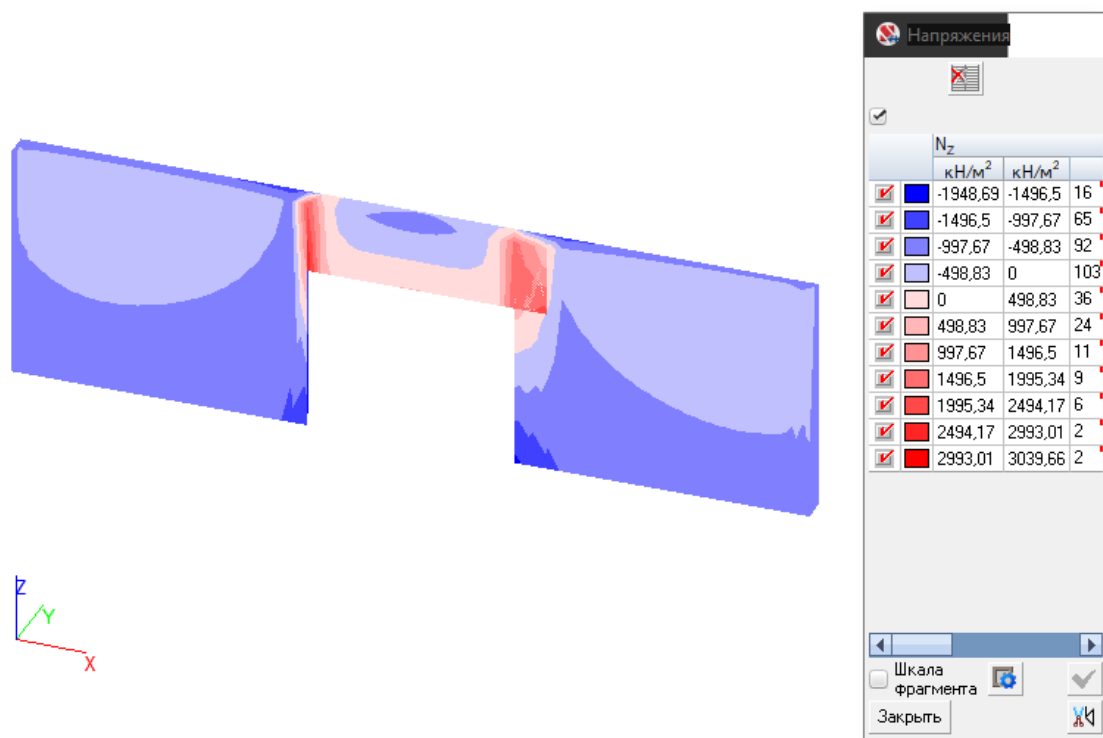 Напряжения
N_Z
кН/м² кН/м²
-1948,69 -1496,5 16
-1496,5 -997,67 65
-997,67 -498,83 92
-498,83 0 103
0 498,83 36
498,83 997,67 24
997,67 1496,5 11
1496,5 1995,34 9
1995,34 2494,17 6
2494,17 2993,01 2
2993,01 3039,66 2
Z
Y
X
Шкала
фрагмента
Закрыть